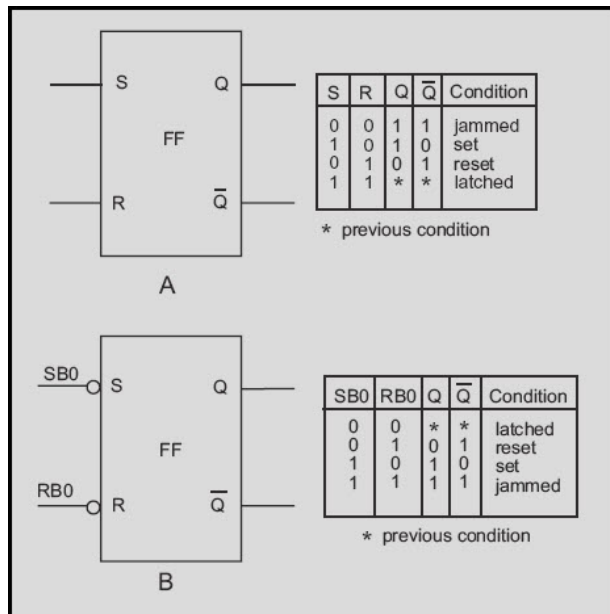 S Q
FF
R Q̅
A
S R Q Q̅ Condition
0 0 1 1 jammed
1 0 1 0 set
0 1 0 1 reset
1 1 * * latched
* previous condition
SB0 S Q
FF
RB0 R Q̅
B
SB0 RB0 Q Q̅ Condition
0 0 * * latched
0 1 0 1 reset
1 0 1 0 set
1 1 1 1 jammed
* previous condition